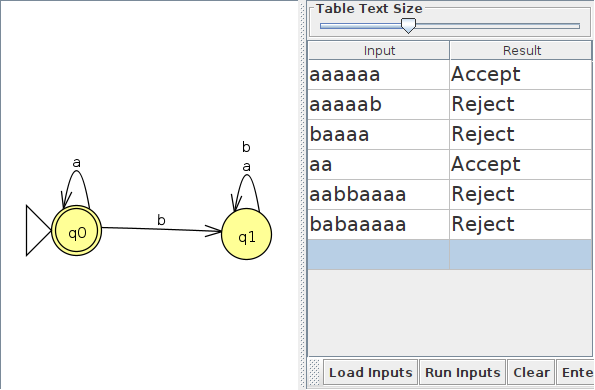 Table Text Size
Input Result
aaaaaa Accept
aaaaab Reject
baaaa Reject
aa Accept
aabbaaaa Reject
babaaaaa Reject
b
a a
b
q0 q1
Load Inputs Run Inputs Clear Ente